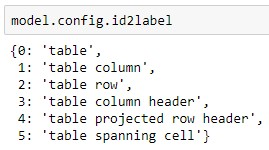 model.config.id2label
{0: 'table',
1: 'table column',
2: 'table row',
3: 'table column header',
4: 'table projected row header',
5: 'table spanning cell'}